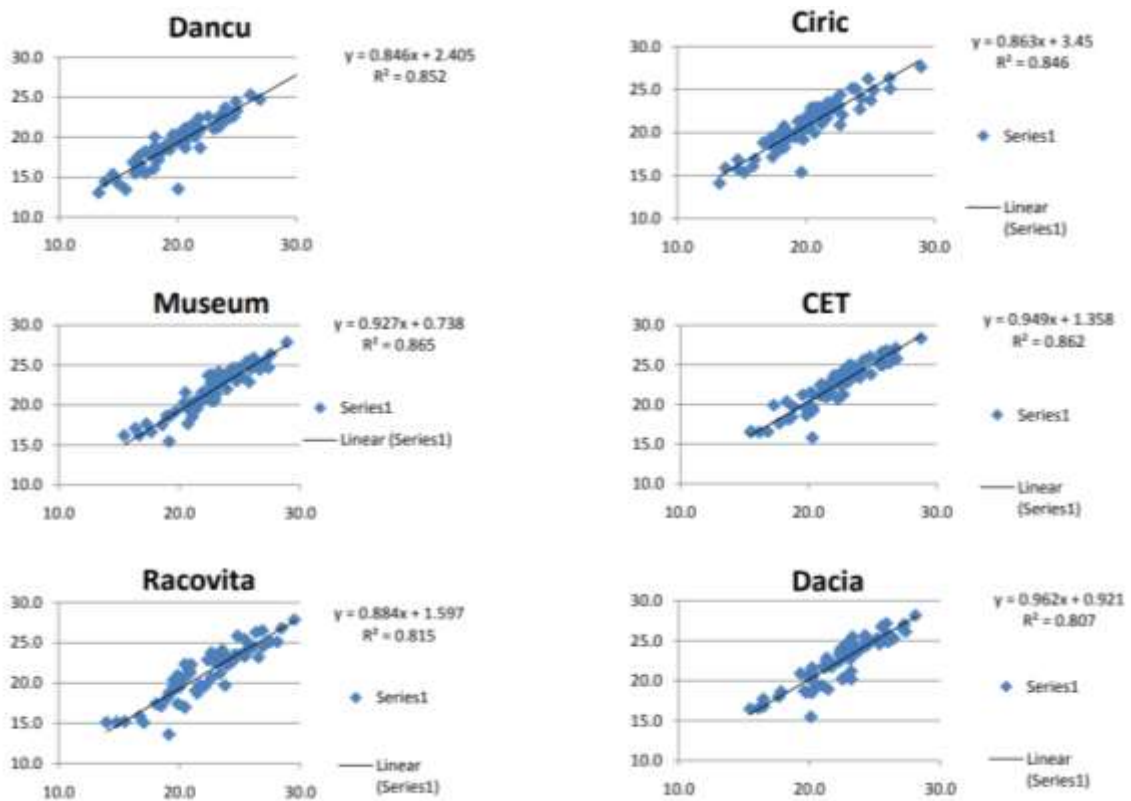 Dancu
y = 0.846x + 2.405
R² = 0.852
30.0
25.0
20.0
15.0
10.0
10.0 20.0 30.0
Ciric
y = 0.863x + 3.45
R² = 0.846
30.0
25.0
20.0
15.0
10.0
10.0 20.0 30.0
Series1
Linear
(Series1)
Museum
y = 0.927x + 0.738
R² = 0.865
30.0
25.0
20.0
15.0
10.0
10.0 20.0 30.0
Series1
Linear (Series1)
CET
y = 0.949x + 1.358
R² = 0.862
30.0
25.0
20.0
15.0
10.0
10.0 20.0 30.0
Series1
Linear
(Series1)
Racovita
y = 0.884x + 1.597
R² = 0.815
30.0
25.0
20.0
15.0
10.0
10.0 20.0 30.0
Series1
Linear
(Series1)
Dacia
y = 0.962x + 0.921
R² = 0.807
30.0
25.0
20.0
15.0
10.0
10.0 20.0 30.0
Series1
Linear
(Series1)